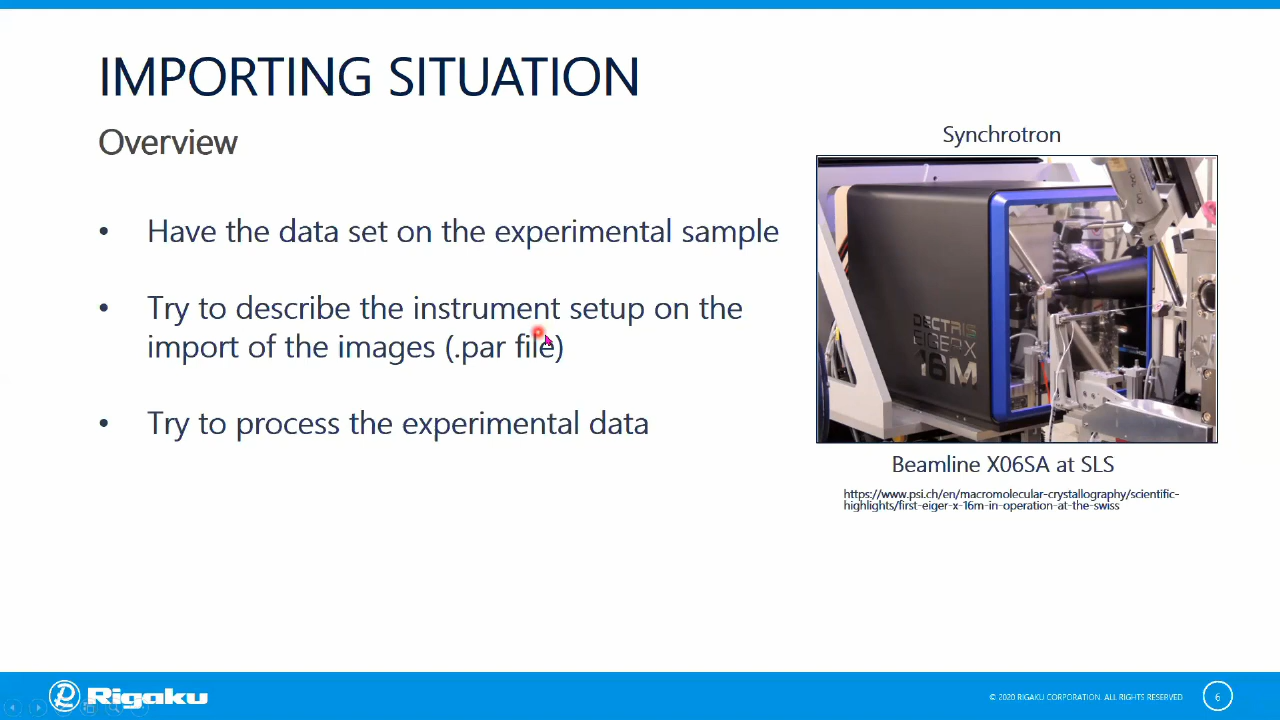 IMPORTING SITUATION
Overview
• Have the data set on the experimental sample
• Try to describe the instrument setup on the
import of the images (.par file)
• Try to process the experimental data
Synchrotron
DECTRIS
EIGER X
16M
Beamline X06SA at SLS
https://www.psi.ch/en/macromolecular-crystallography/scientific-
highlights/first-eiger-x-16m-in-operation-at-the-swiss
Rigaku
© 2020 RIGAKU CORPORATION. ALL RIGHTS RESERVED
6